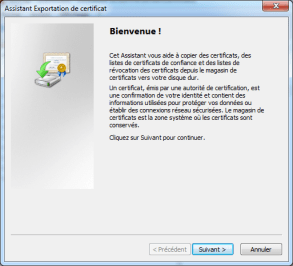 Assistant Exportation de certificat
Bienvenue !
Cet Assistant vous aide à copier des certificats, des
listes de certificats de confiance et des listes de
révocation des certificats depuis le magasin de
certificats vers votre disque dur.
Un certificat, émis par une autorité de certification, est
une confirmation de votre identité et contient des
informations utilisées pour protéger vos données ou
établir des connexions réseau sécurisées. Le magasin de
certificats est la zone système où les certificats sont
conservés.
Cliquez sur Suivant pour continuer.
< Précédent
Suivant >
Annuler